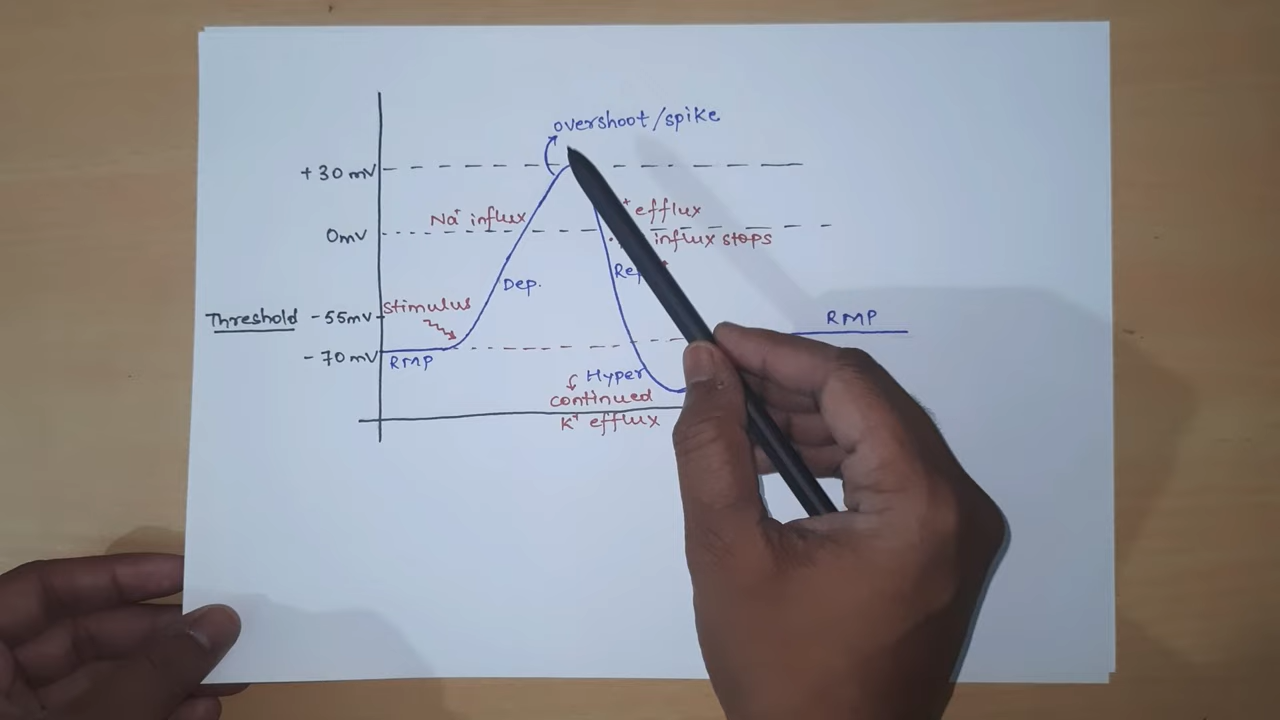 overshoot/spike
+30 mV
Na⁺ influx
⁺ efflux
0mV
influx stops
Dep.
stimulus
Threshold -55mV
RMP
-70 mV
RMP
Hyper
continued
K⁺ efflux